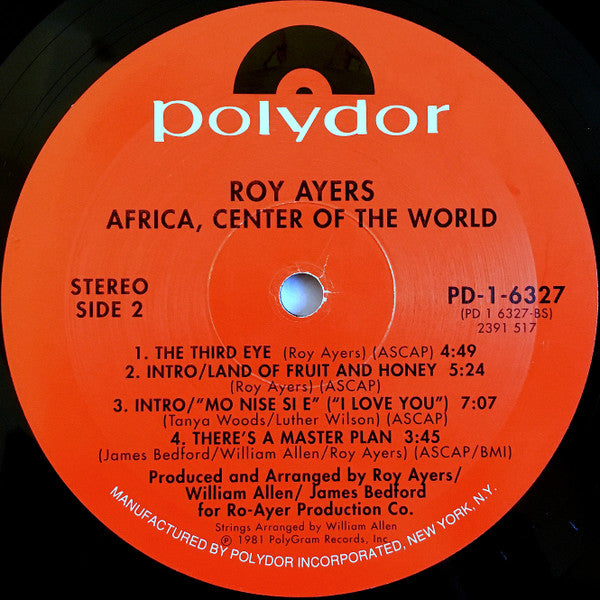 polydor
ROY AYERS
AFRICA, CENTER OF THE WORLD
STEREO
SIDE 2
PD-1-6327
(PD 1 6327-BS)
2391 517
1. THE THIRD EYE (Roy Ayers) (ASCAP) 4:49
2. INTRO/LAND OF FRUIT AND HONEY 5:24
(Roy Ayers) (ASCAP)
3. INTRO/"MO NISE SI E" ("I LOVE YOU") 7:07
(Tanya Woods/Luther Wilson) (ASCAP)
4. THERE'S A MASTER PLAN 3:45
(James Bedford/William Allen/Roy Ayers) (ASCAP/BMI)
Produced and Arranged by Roy Ayers/
William Allen/ James Bedford
for Ro-Ayer Production Co.
Strings Arranged by William Allen
℗ 1981 PolyGram Records, Inc.
MANUFACTURED BY POLYDOR INCORPORATED, NEW YORK, N.Y.